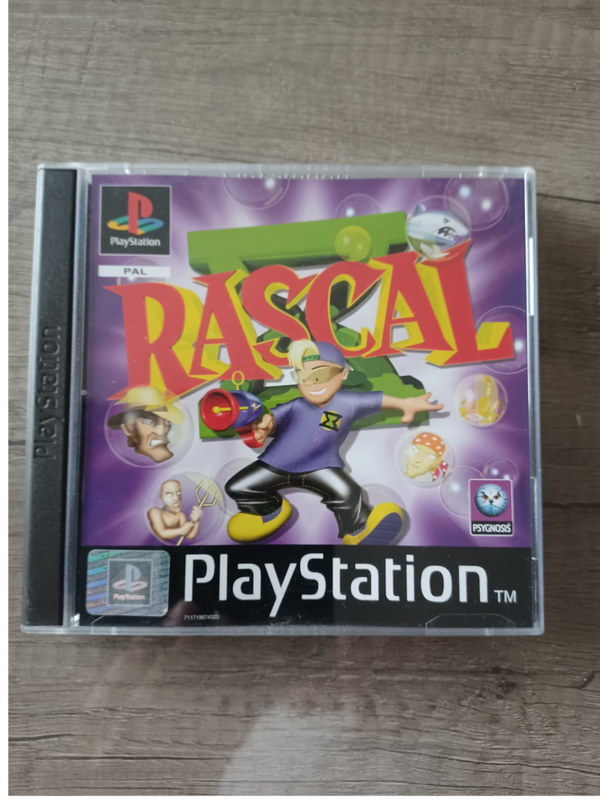 PlayStation
PAL
RASCAL
PlayStation
PSYGNOSIS
PlayStation
PlayStation™